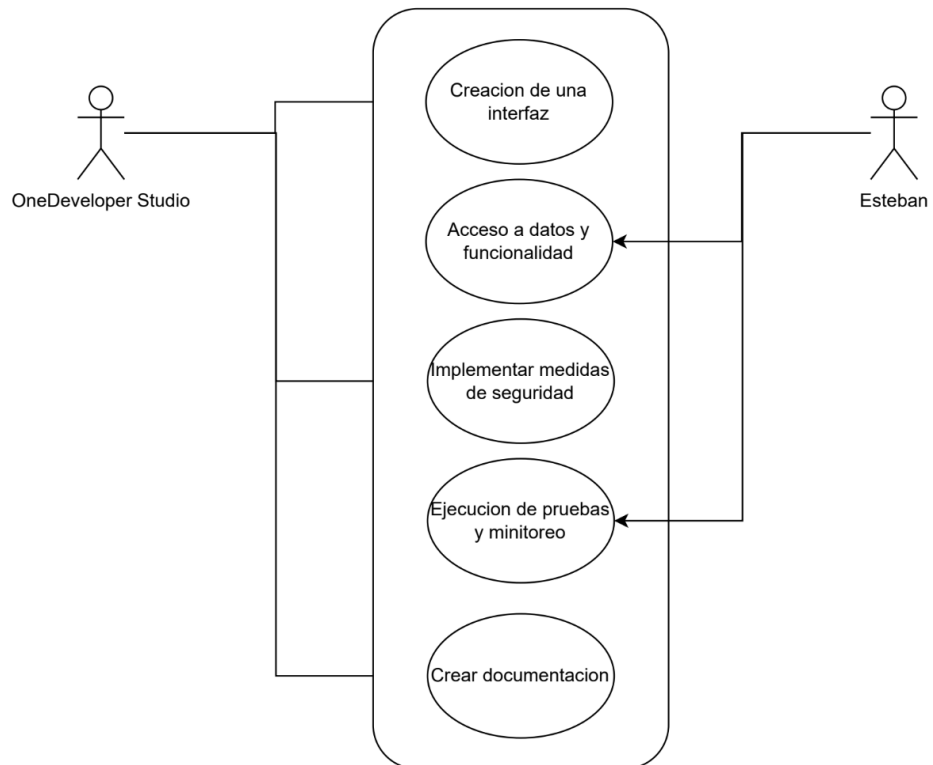 Creacion de una
interfaz
OneDeveloper Studio
Esteban
Acceso a datos y
funcionalidad
Implementar medidas
de seguridad
Ejecucion de pruebas
y minitoreo
Crear documentacion